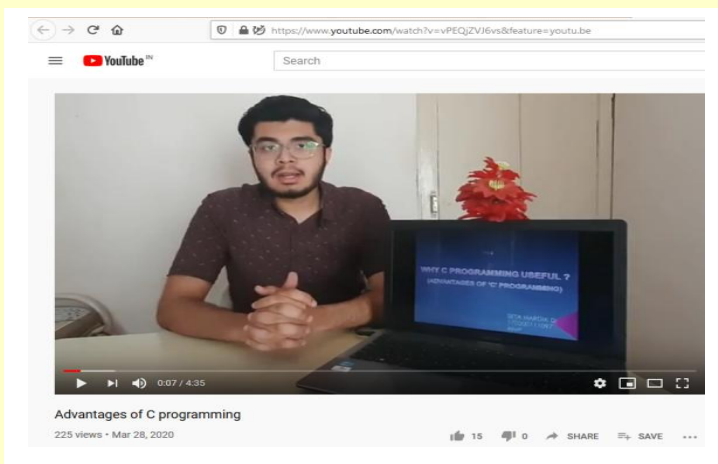 https://www.youtube.com/watch?v=vPEQjZVJ6vs&feature=youtu.be
YouTube IN
Search
WHY C PROGRAMMING USEFUL ?
(ADVANTAGES OF 'C' PROGRAMMING)
0:07 / 4:35
Advantages of C programming
225 views • Mar 28, 2020
15
0
SHARE
SAVE